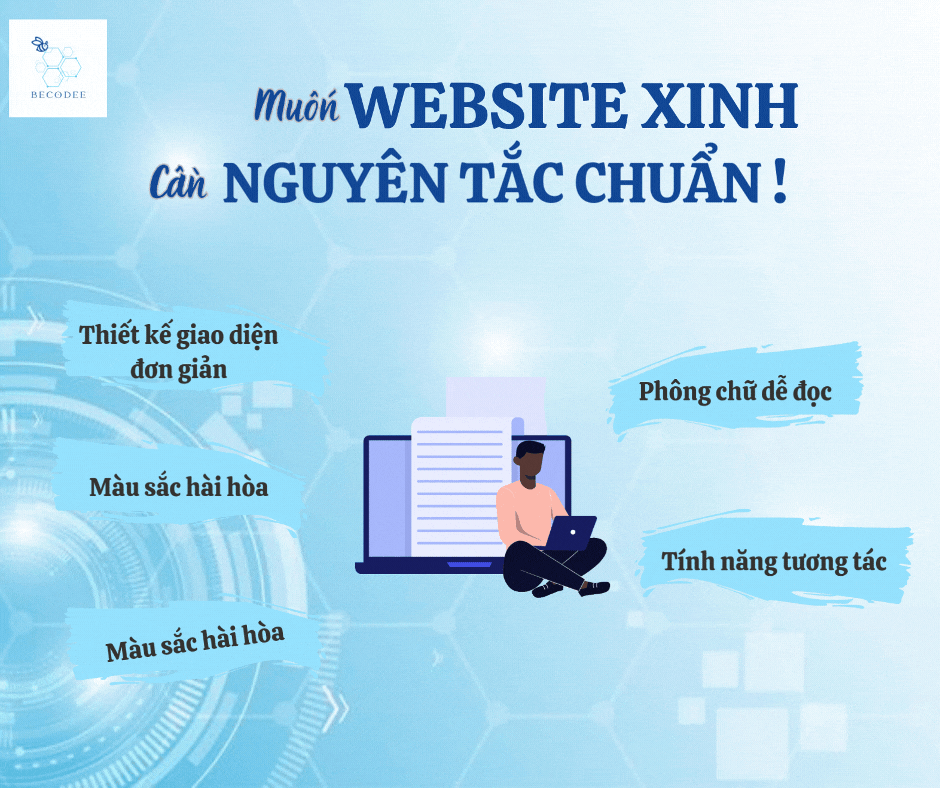 BECODEE
Muốn WEBSITE XINH
Cần NGUYÊN TẮC CHUẨN !
Thiết kế giao diện
đơn giản
Màu sắc hài hòa
Màu sắc hài hòa
Phông chữ dễ đọc
Tính năng tương tác